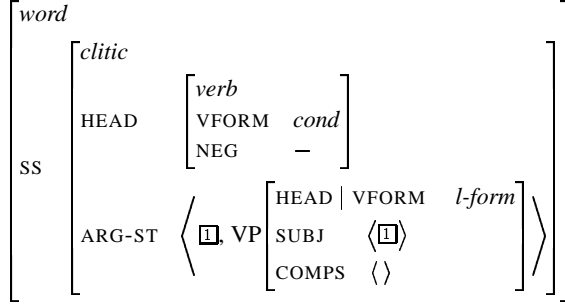 word
clitic
verb
HEAD VFORM cond
NEG −
SS
HEAD | VFORM l-form
ARG-ST ⟨ 1, VP SUBJ ⟨1⟩ ⟩
COMPS ⟨ ⟩